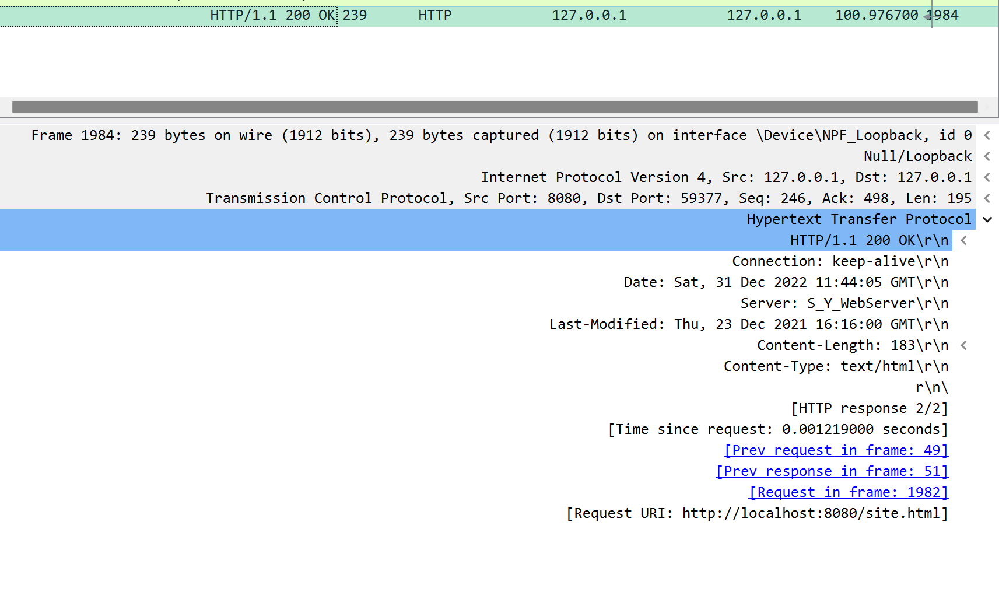 HTTP/1.1 200 OK 239 HTTP 127.0.0.1 127.0.0.1 100.976700 1984
Frame 1984: 239 bytes on wire (1912 bits), 239 bytes captured (1912 bits) on interface \Device\NPF_Loopback, id 0
Null/Loopback
Internet Protocol Version 4, Src: 127.0.0.1, Dst: 127.0.0.1
Transmission Control Protocol, Src Port: 8080, Dst Port: 59377, Seq: 246, Ack: 498, Len: 195
Hypertext Transfer Protocol
HTTP/1.1 200 OK\r\n
Connection: keep-alive\r\n
Date: Sat, 31 Dec 2022 11:44:05 GMT\r\n
Server: S_Y_WebServer\r\n
Last-Modified: Thu, 23 Dec 2021 16:16:00 GMT\r\n
Content-Length: 183\r\n
Content-Type: text/html\r\n
r\n\
[HTTP response 2/2]
[Time since request: 0.001219000 seconds]
[Prev request in frame: 49]
[Prev response in frame: 51]
[Request in frame: 1982]
[Request URI: http://localhost:8080/site.html]